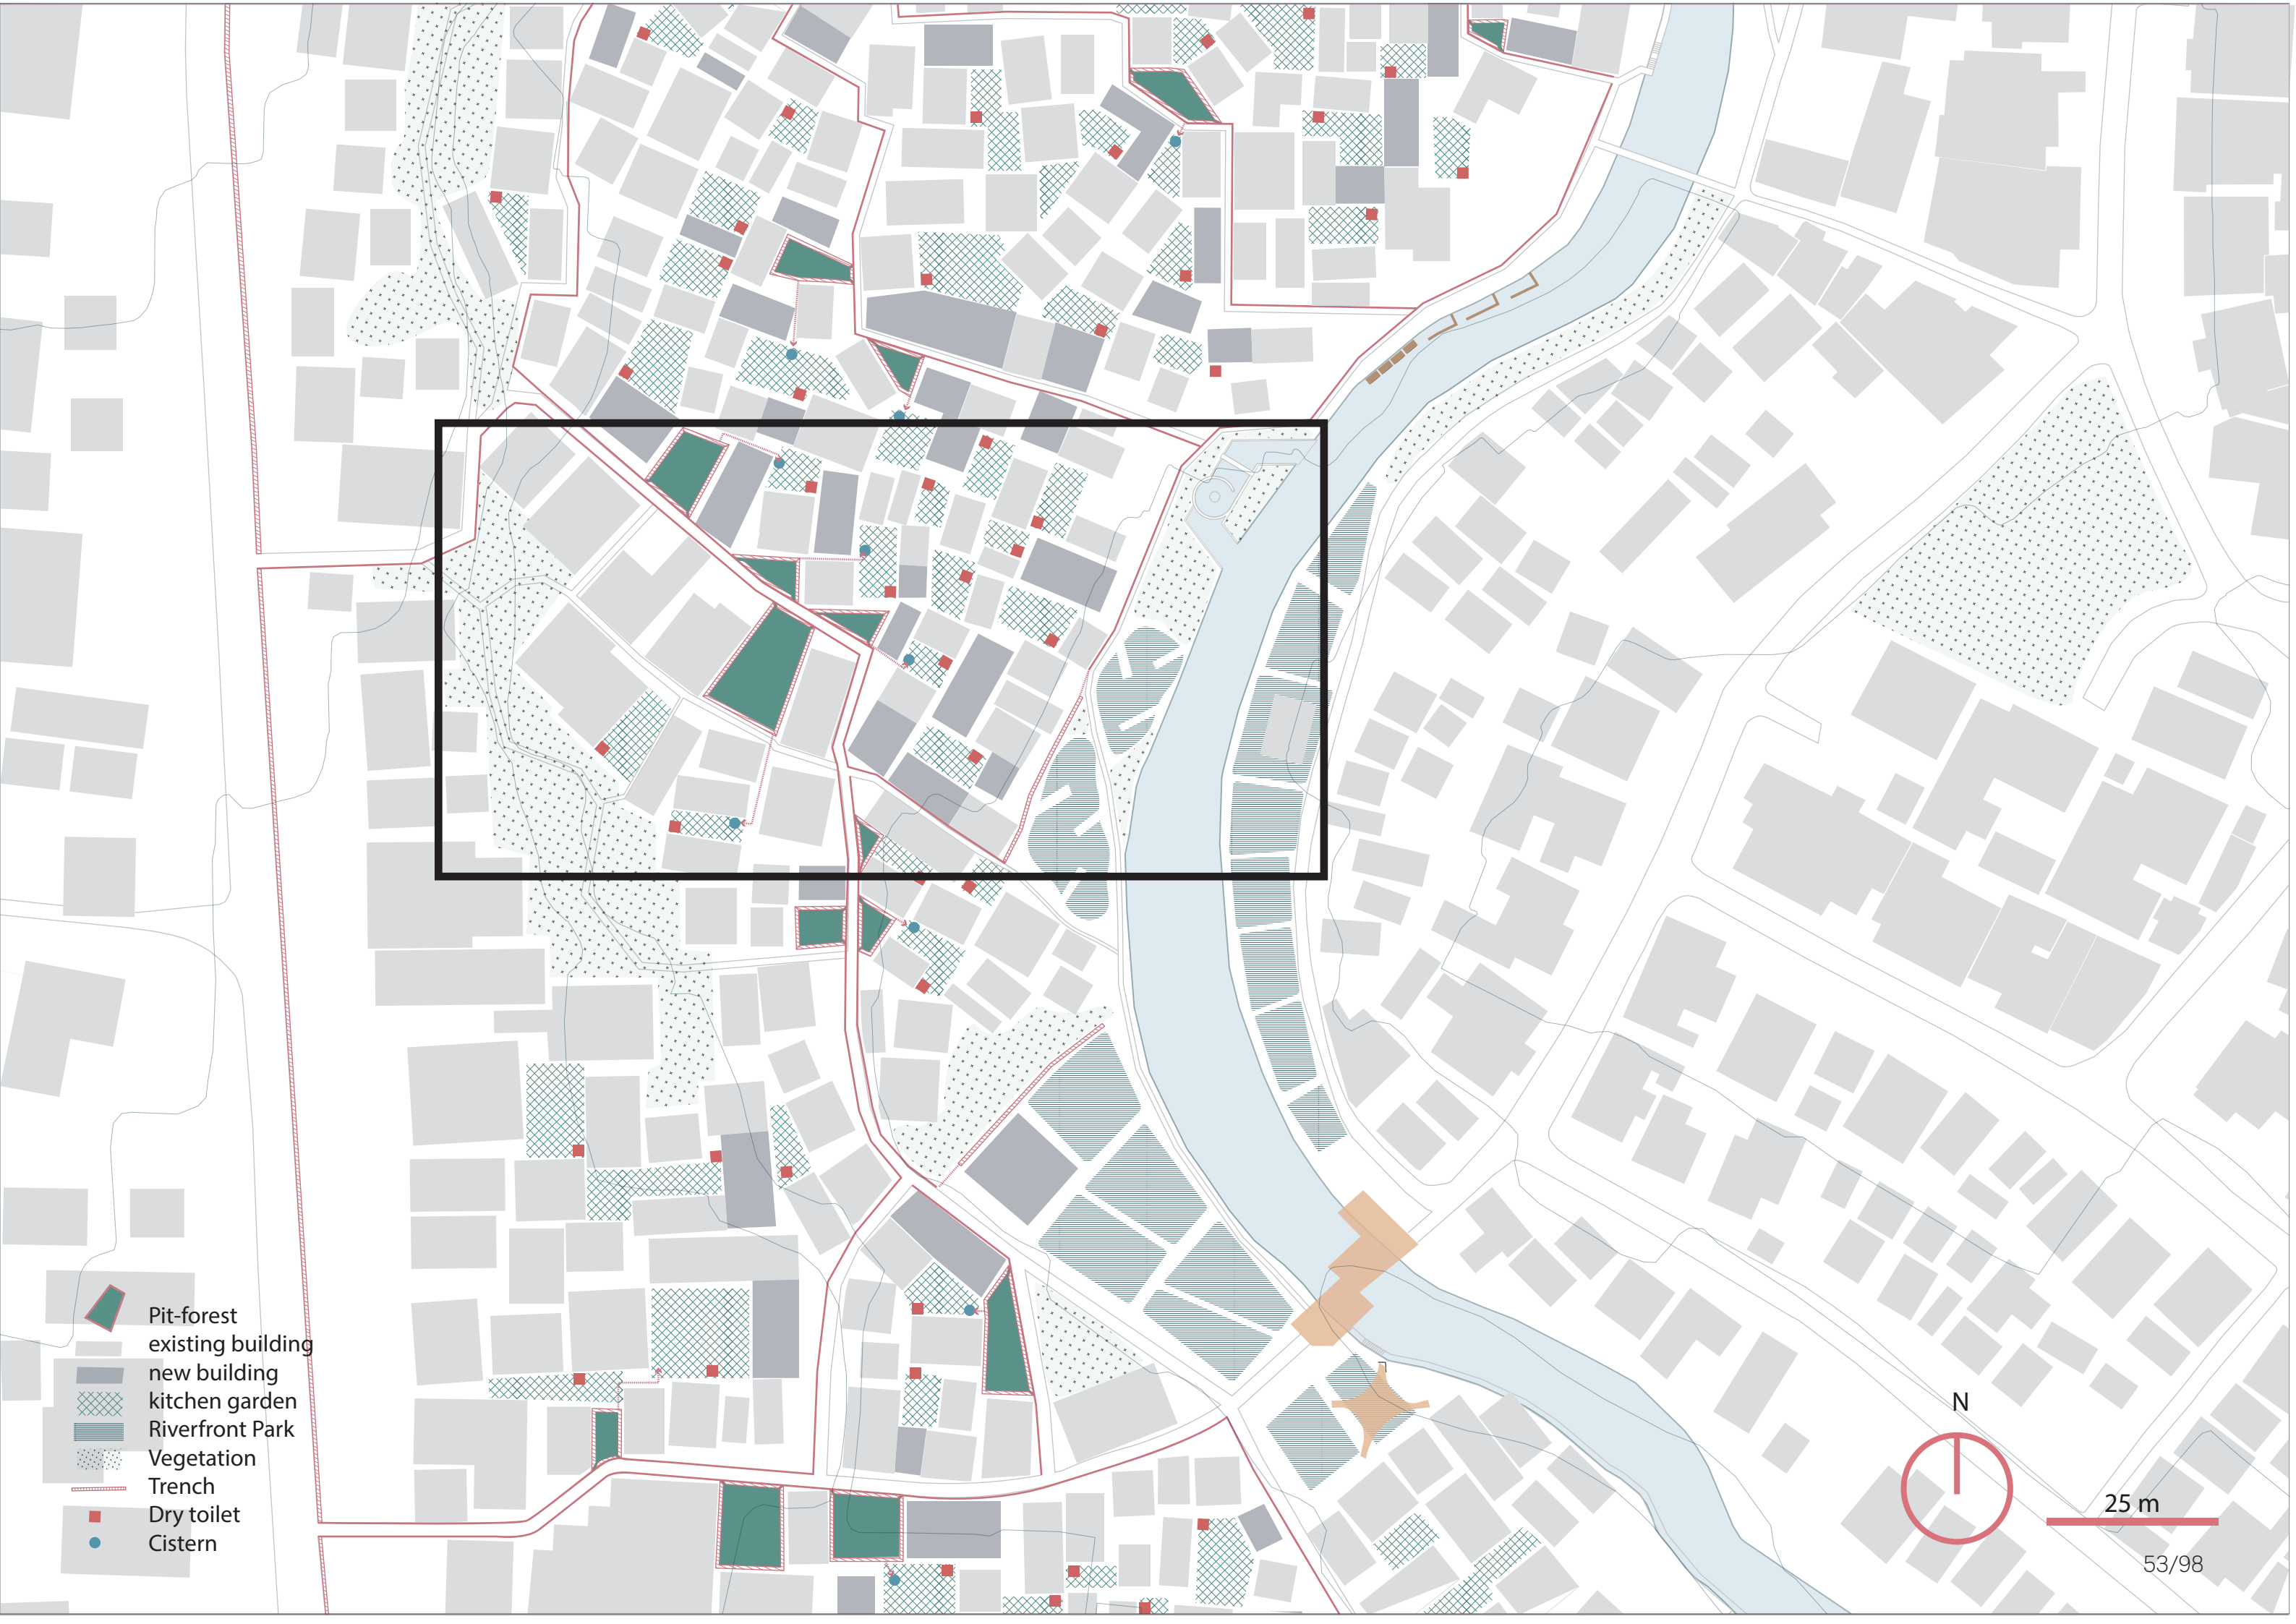 Pit-forest
existing building
new building
kitchen garden
Riverfront Park
Vegetation
Trench
Dry toilet
Cistern
N
25 m
53/98